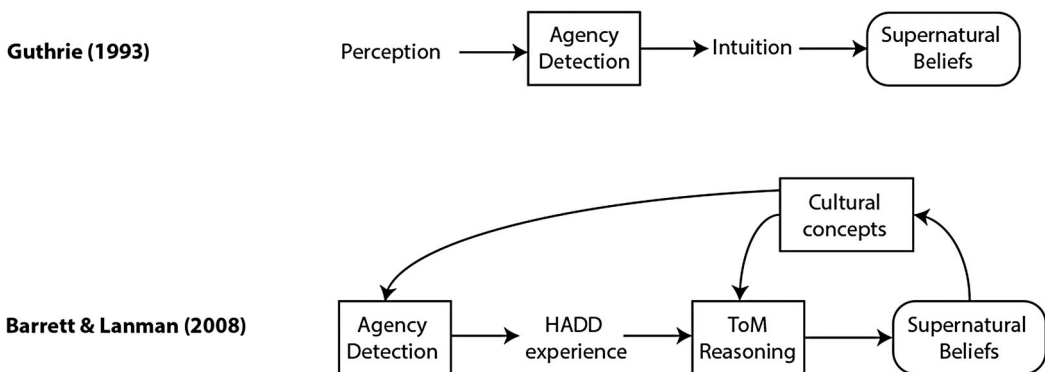 Guthrie (1993)
Perception
Agency
Detection
Intuition
Supernatural
Beliefs
Cultural
concepts
Barrett & Lanman (2008)
Agency
Detection
HADD
experience
ToM
Reasoning
Supernatural
Beliefs